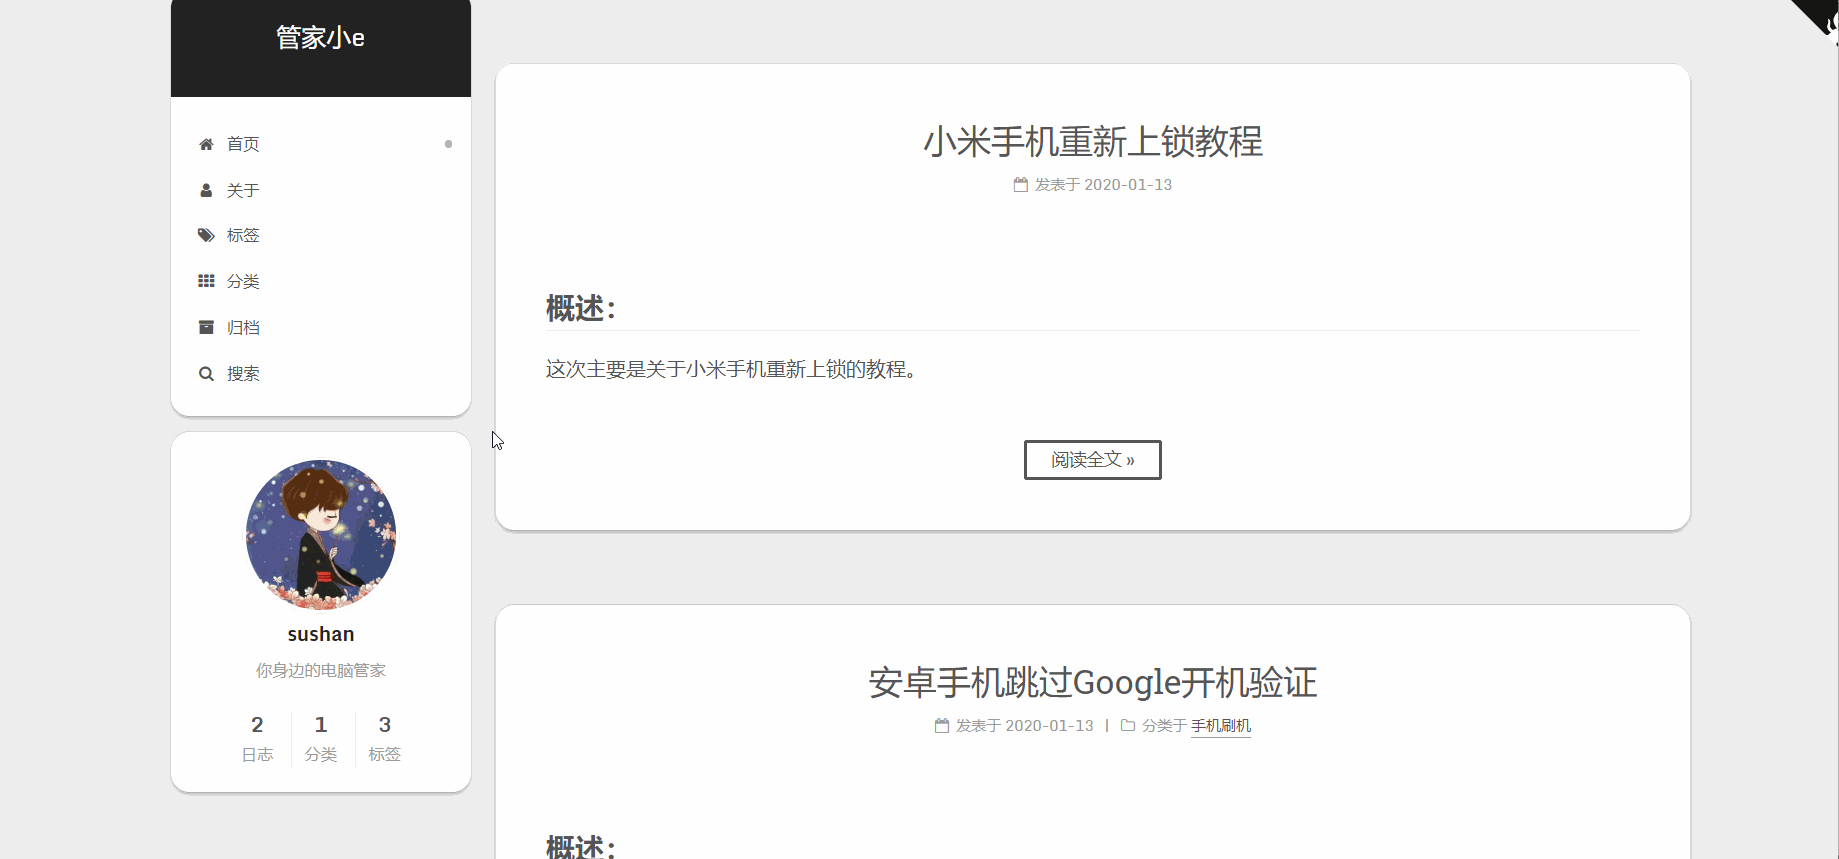 管家小e
首页
关于
标签
分类
归档
搜索
sushan
你身边的电脑管家
2 1 3
日志 分类 标签
小米手机重新上锁教程
发表于 2020-01-13
概述：
这次主要是关于小米手机重新上锁的教程。
阅读全文 »
安卓手机跳过Google开机验证
发表于 2020-01-13 | 分类于 手机刷机
概述：